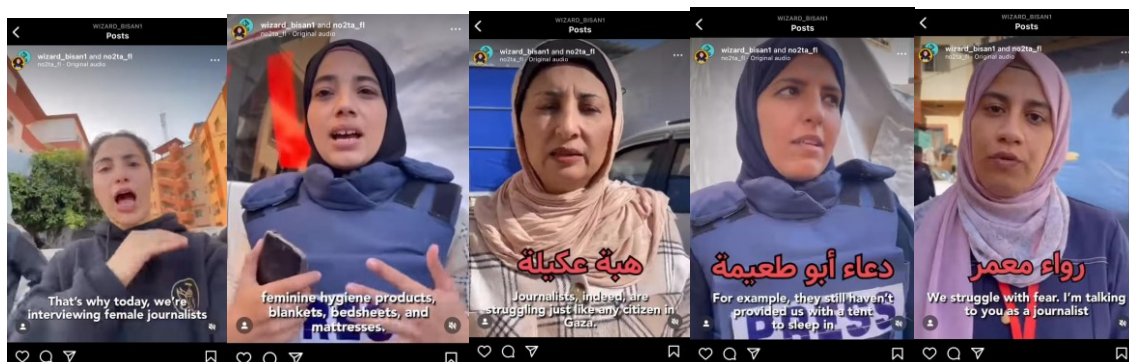 WIZARD_BISAN1
Posts
wizard_bisan1 and no2ta_fl
no2ta_fl · Original audio
That's why today, we're
interviewing female journalists
wizard_bisan1 and no2ta_fl
no2ta_fl · Original audio
feminine hygiene products,
blankets, bedsheets, and
mattresses.
WIZARD_BISAN1
Posts
wizard_bisan1 and no2ta_fl
no2ta_fl · Original audio
هبة عكيلة
Journalists, indeed, are
struggling just like any citizen in
Gaza.
WIZARD_BISAN1
Posts
wizard_bisan1 and no2ta_fl
no2ta_fl · Original audio
دعاء أبو طعيمة
For example, they still haven't
provided us with a tent
to sleep in
PRESS
WIZARD_BISAN1
Posts
wizard_bisan1 and no2ta_fl
no2ta_fl · Original audio
رواء معمر
We struggle with fear. I'm talking
to you as a journalist